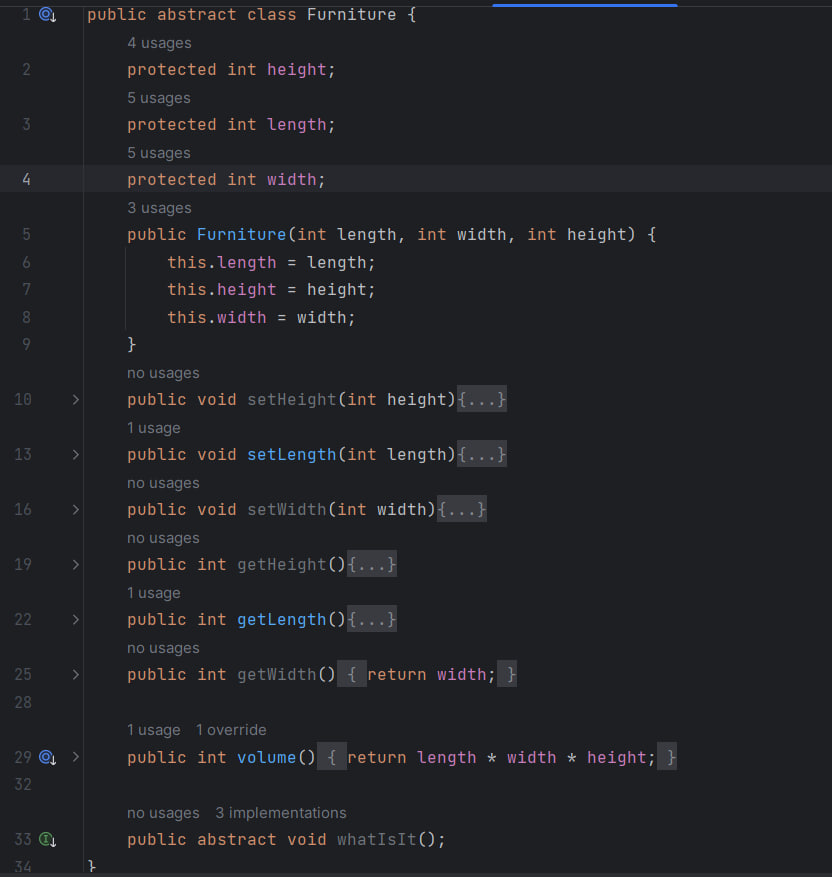 1 public abstract class Furniture {
4 usages
2 protected int height;
5 usages
3 protected int length;
5 usages
4 protected int width;
3 usages
5 public Furniture(int length, int width, int height) {
6 this.length = length;
7 this.height = height;
8 this.width = width;
9 }
no usages
10 public void setHeight(int height){...}
1 usage
13 public void setLength(int length){...}
no usages
16 public void setWidth(int width){...}
no usages
19 public int getHeight(){...}
1 usage
22 public int getLength(){...}
no usages
25 public int getWidth() { return width; }
28
1 usage 1 override
29 public int volume() { return length * width * height; }
32
no usages 3 implementations
33 public abstract void whatIsIt();
34 }